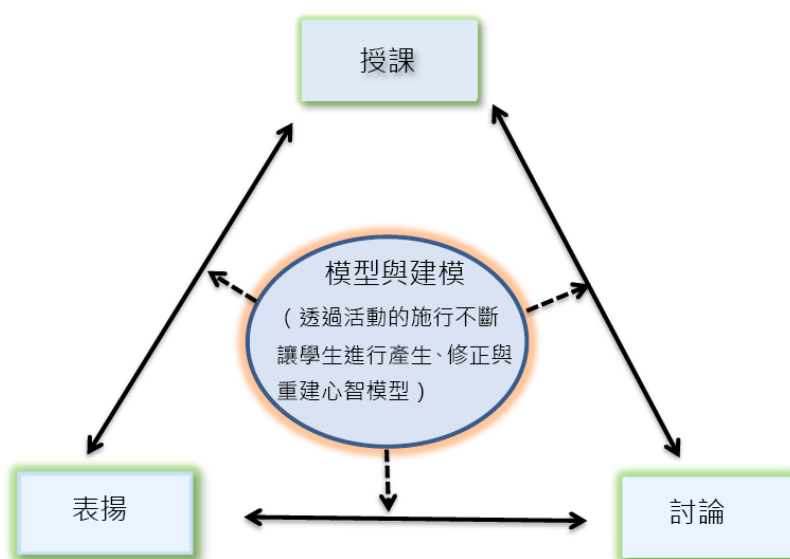 授課
模型與建模
（透過活動的施行不斷
讓學生進行產生、修正與
重建心智模型）
表揚
討論